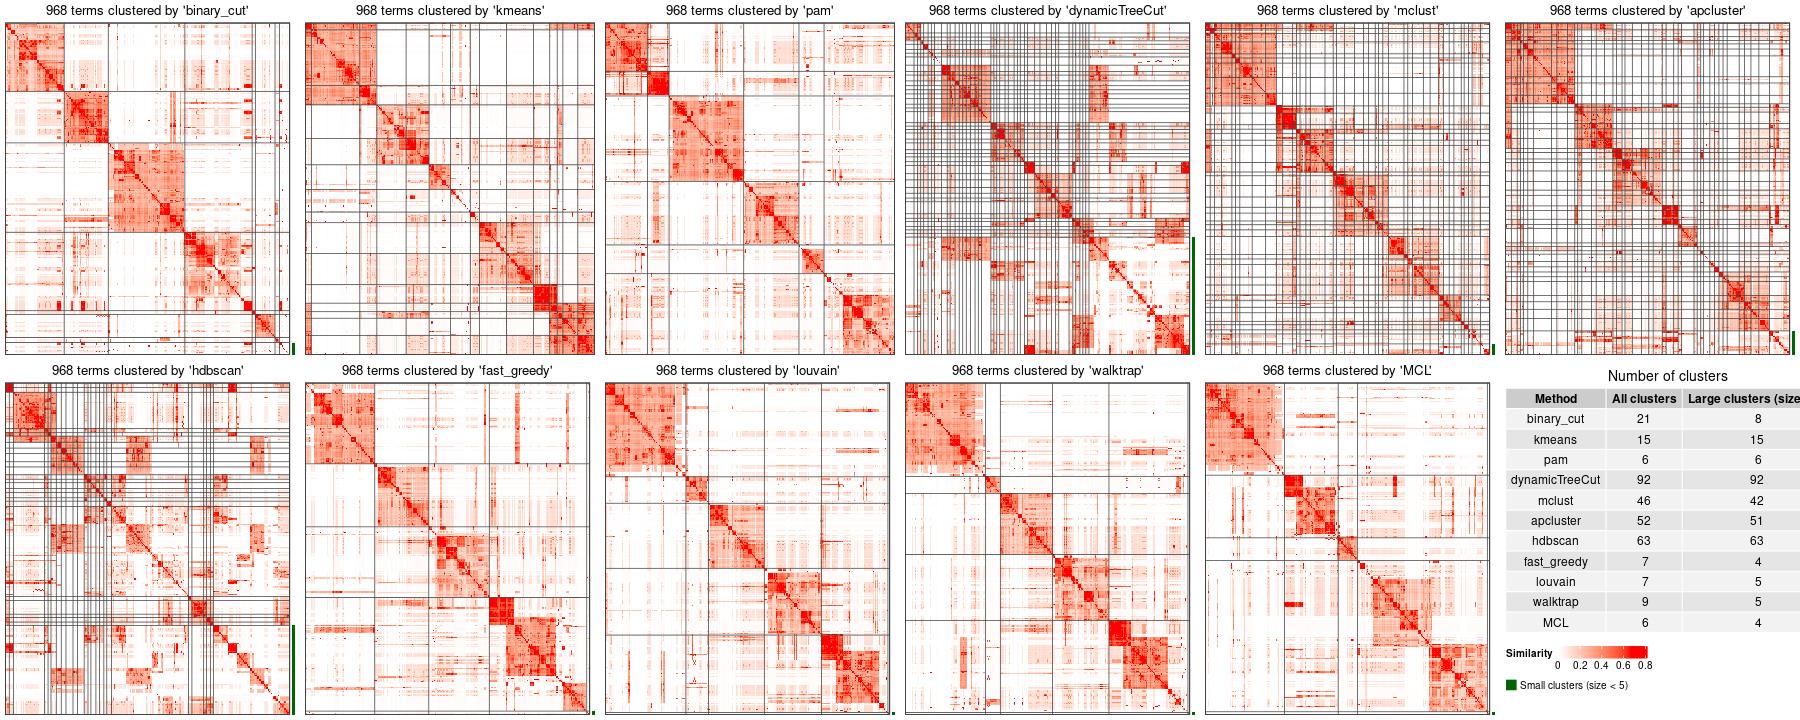 968 terms clustered by 'binary_cut'
968 terms clustered by 'kmeans'
968 terms clustered by 'pam'
968 terms clustered by 'dynamicTreeCut'
968 terms clustered by 'mclust'
968 terms clustered by 'apcluster'
968 terms clustered by 'hdbscan'
968 terms clustered by 'fast_greedy'
968 terms clustered by 'louvain'
968 terms clustered by 'walktrap'
968 terms clustered by 'MCL'
Number of clusters
Method All clusters Large clusters (size
binary_cut 21 8
kmeans 15 15
pam 6 6
dynamicTreeCut 92 92
mclust 46 42
apcluster 52 51
hdbscan 63 63
fast_greedy 7 4
louvain 7 5
walktrap 9 5
MCL 6 4
Similarity
0 0.2 0.4 0.6 0.8
Small clusters (size < 5)